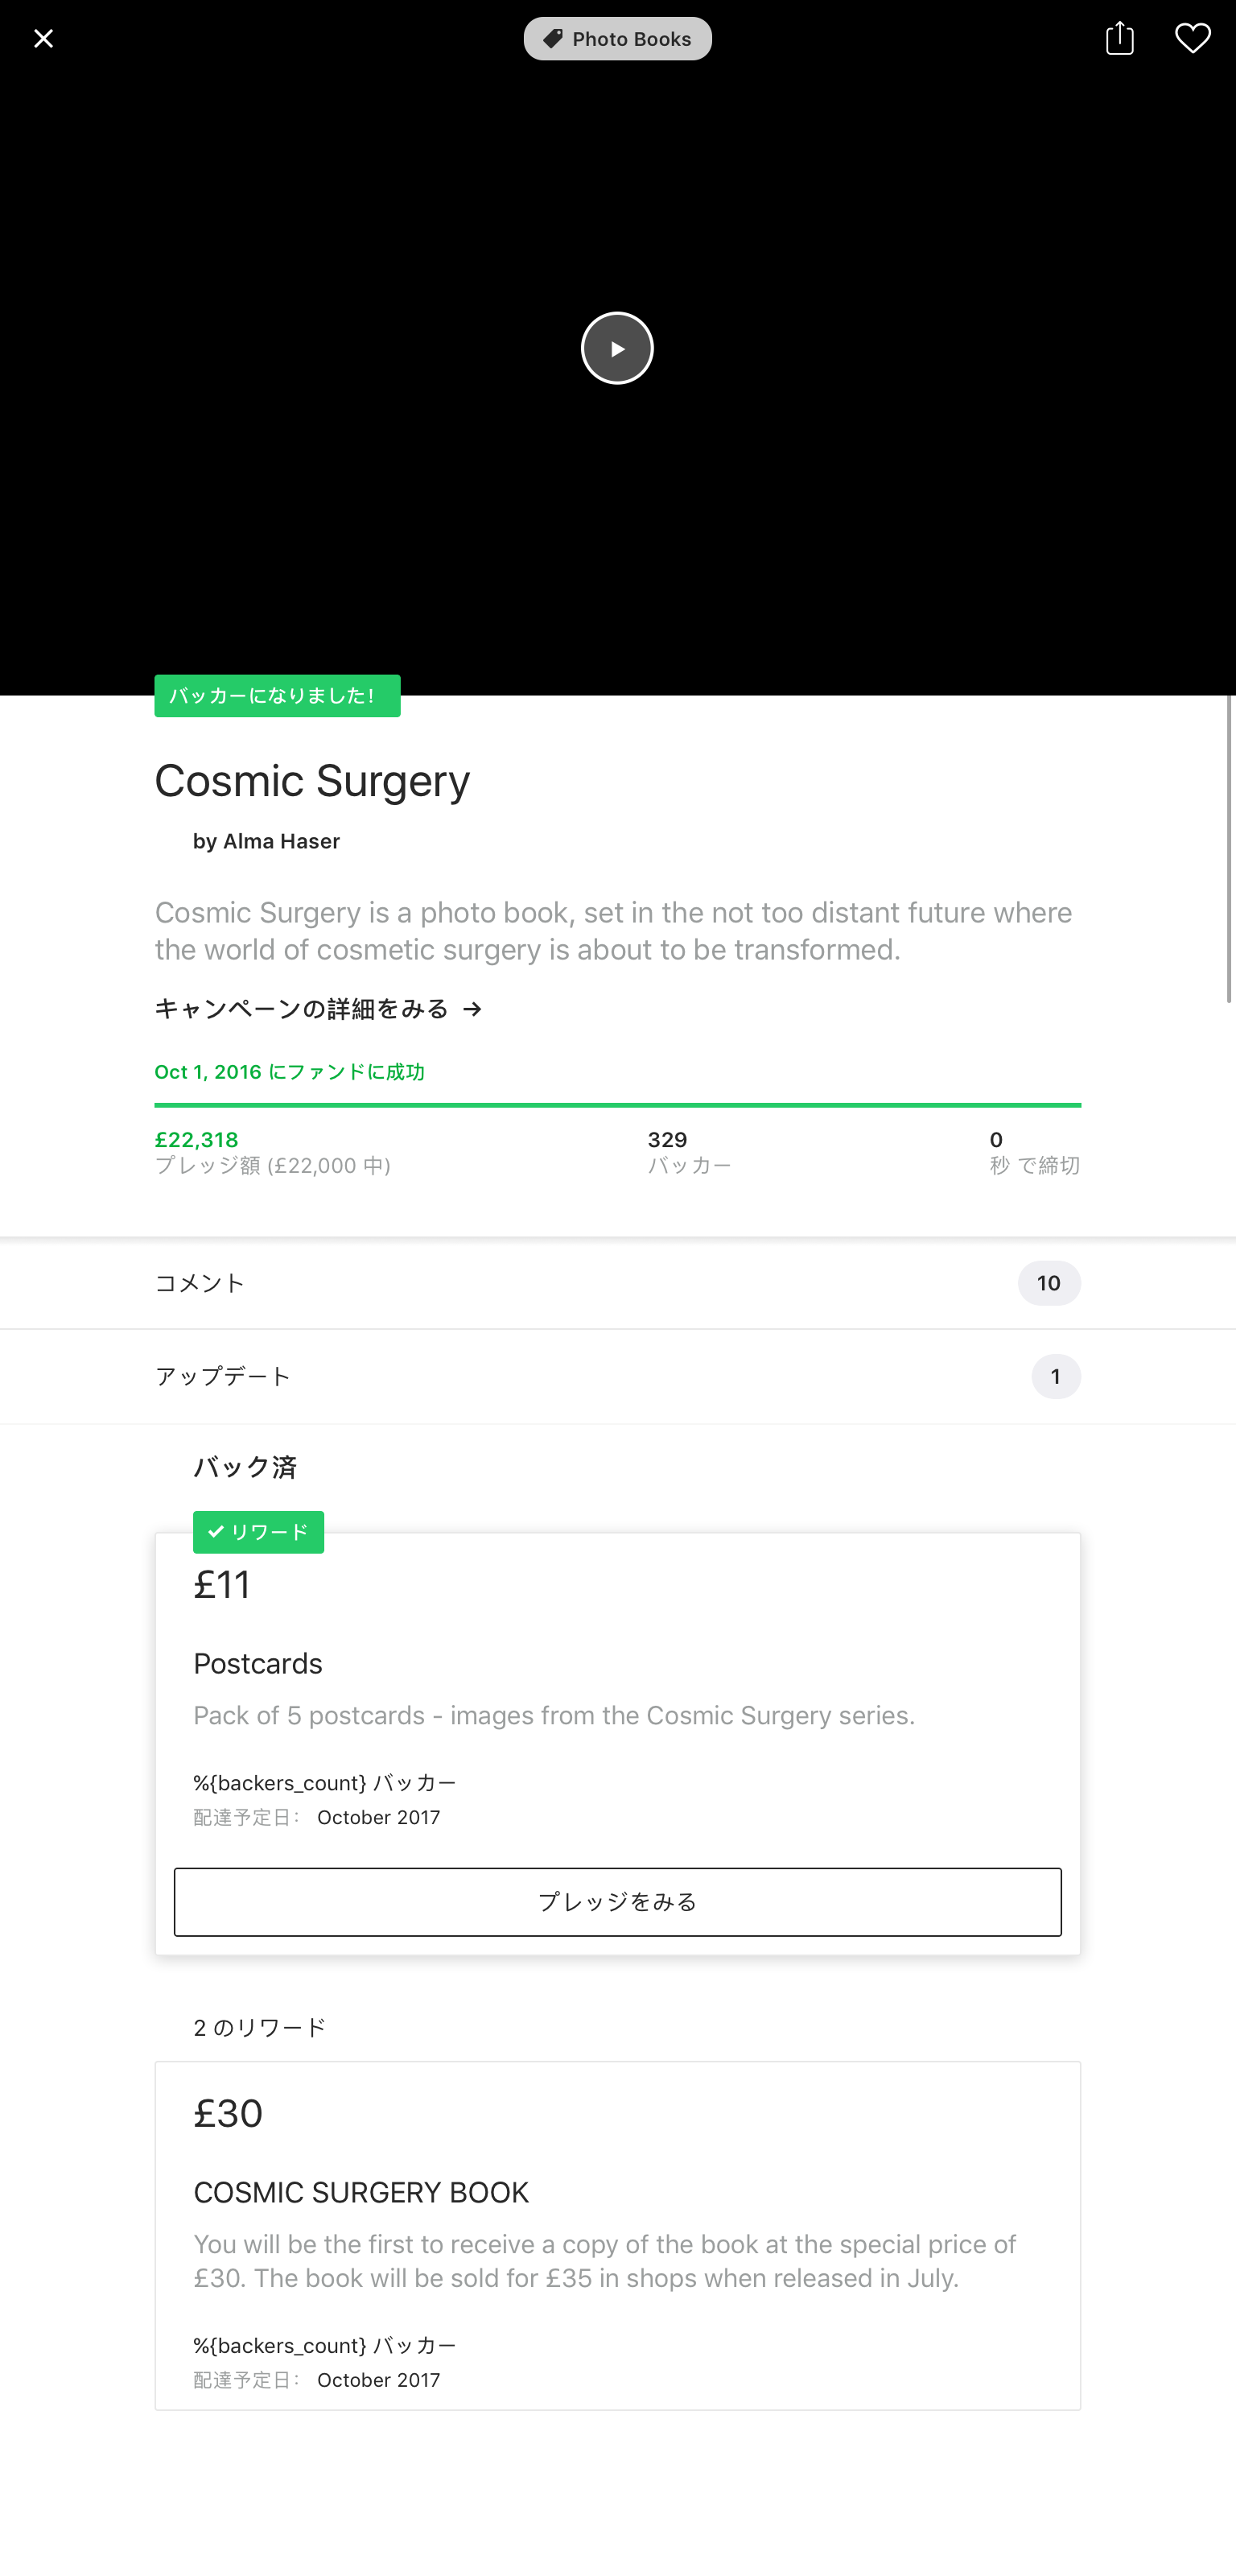 Photo Books
バッカーになりました！
Cosmic Surgery
by Alma Haser
Cosmic Surgery is a photo book, set in the not too distant future where
the world of cosmetic surgery is about to be transformed.
キャンペーンの詳細をみる →
Oct 1, 2016 にファンドに成功
£22,318
プレッジ額 (£22,000 中)
329
バッカー
0
秒 で締切
コメント
10
アップデート
1
バック済
リワード
£11
Postcards
Pack of 5 postcards - images from the Cosmic Surgery series.
%{backers_count} バッカー
配達予定日： October 2017
プレッジをみる
2 のリワード
£30
COSMIC SURGERY BOOK
You will be the first to receive a copy of the book at the special price of
£30. The book will be sold for £35 in shops when released in July.
%{backers_count} バッカー
配達予定日： October 2017